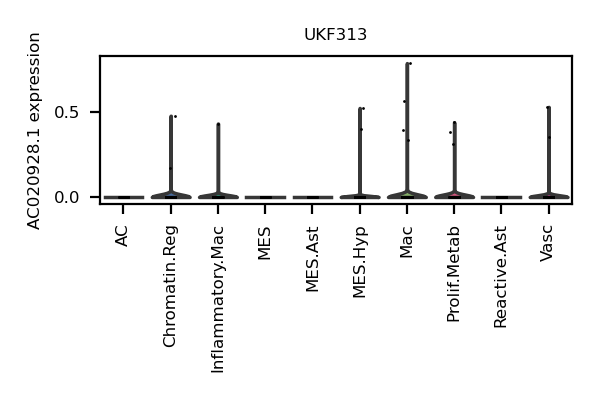 UKF313
AC020928.1 expression
0.5
0.0
AC
Chromatin.Reg
Inflammatory.Mac
MES
MES.Ast
MES.Hyp
Mac
Prolif.Metab
Reactive.Ast
Vasc